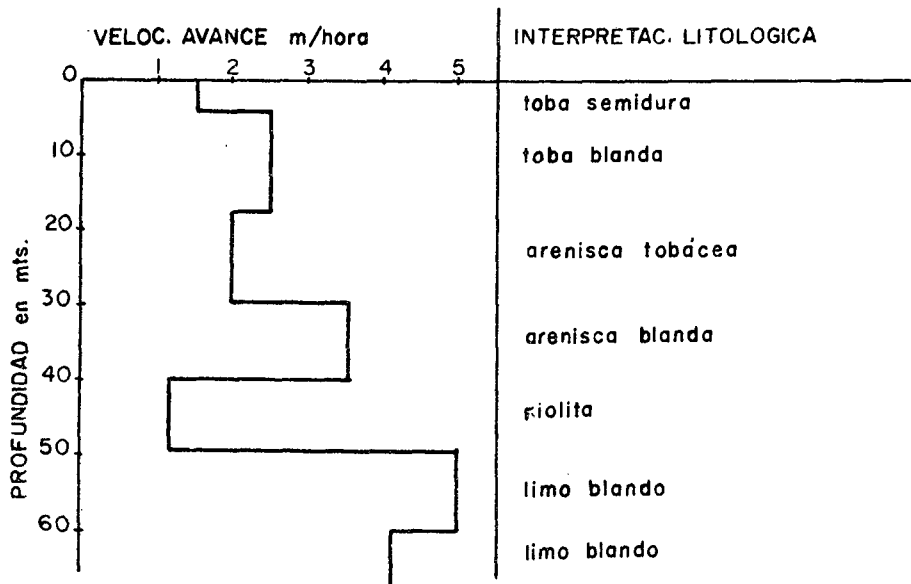 VELOC. AVANCE m/hora
INTERPRETAC. LITOLOGICA
0 1 2 3 4 5
toba semidura
10 toba blanda
20
arenisca tobácea
30
arenisca blanda
40
riolita
50
limo blando
60
limo blando
PROFUNDIDAD en mts.